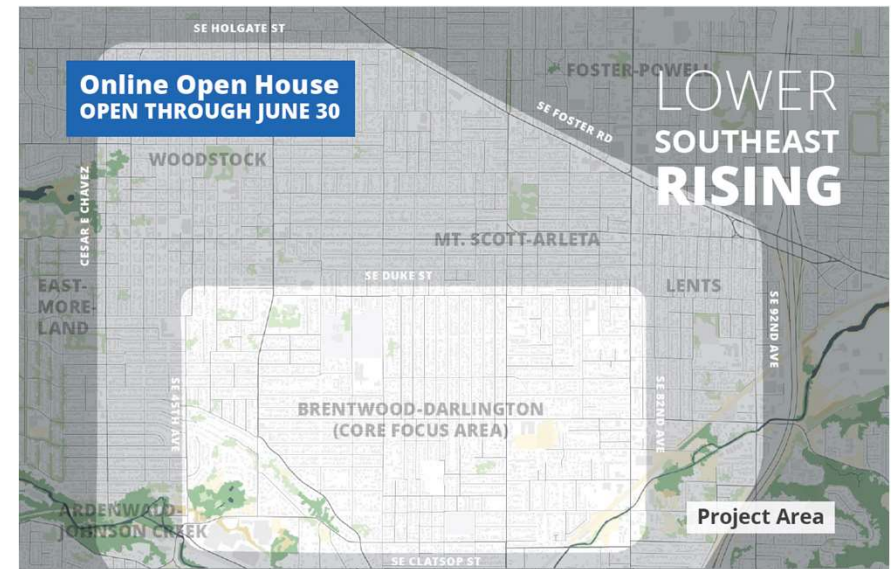 SE HOLGATE ST
Online Open House
OPEN THROUGH JUNE 30
FOSTER-POWELL
LOWER
SOUTHEAST
RISING
SE FOSTER RD
WOODSTOCK
CESAR E CHAVEZ
MT. SCOTT-ARLETA
SE DUKE ST
EAST-
MORE-
LAND
LENTS
SE 92ND AVE
SE 45TH AVE
BRENTWOOD-DARLINGTON
(CORE FOCUS AREA)
SE 82ND AVE
ARDENWALD-
JOHNSON CREEK
Project Area
SE CLATSOP ST